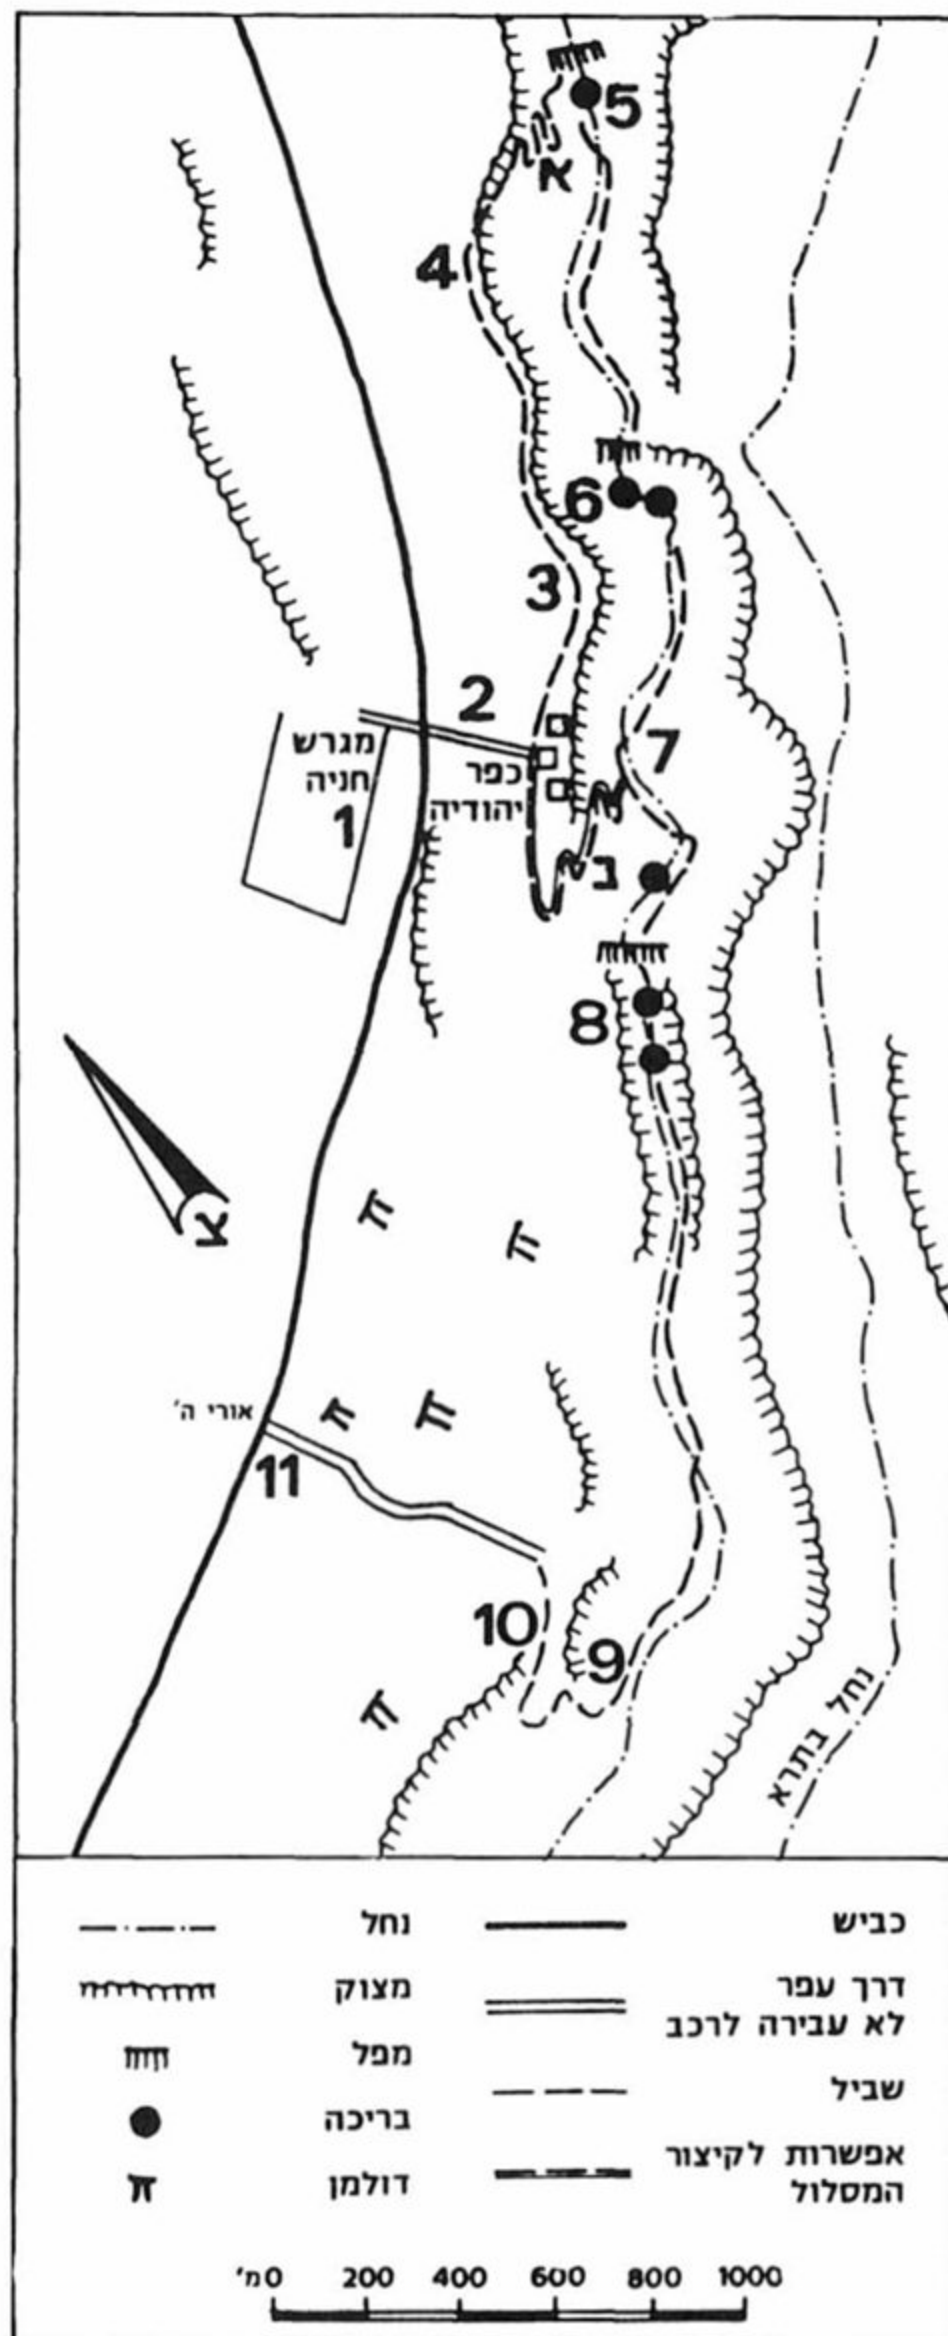 5
א
4
6
3
2
7
מגרש
חניה
1
כפר
יהודיה
ב
8
צ
אורי ה'
11
10
9
נחל בתרא
כביש
דרך עפר
לא עבירה לרכב
שביל
אפשרות לקיצור
המסלול
נחל
מצוק
מפל
בריכה
דולמן
0 מ' 200 400 600 800 1000